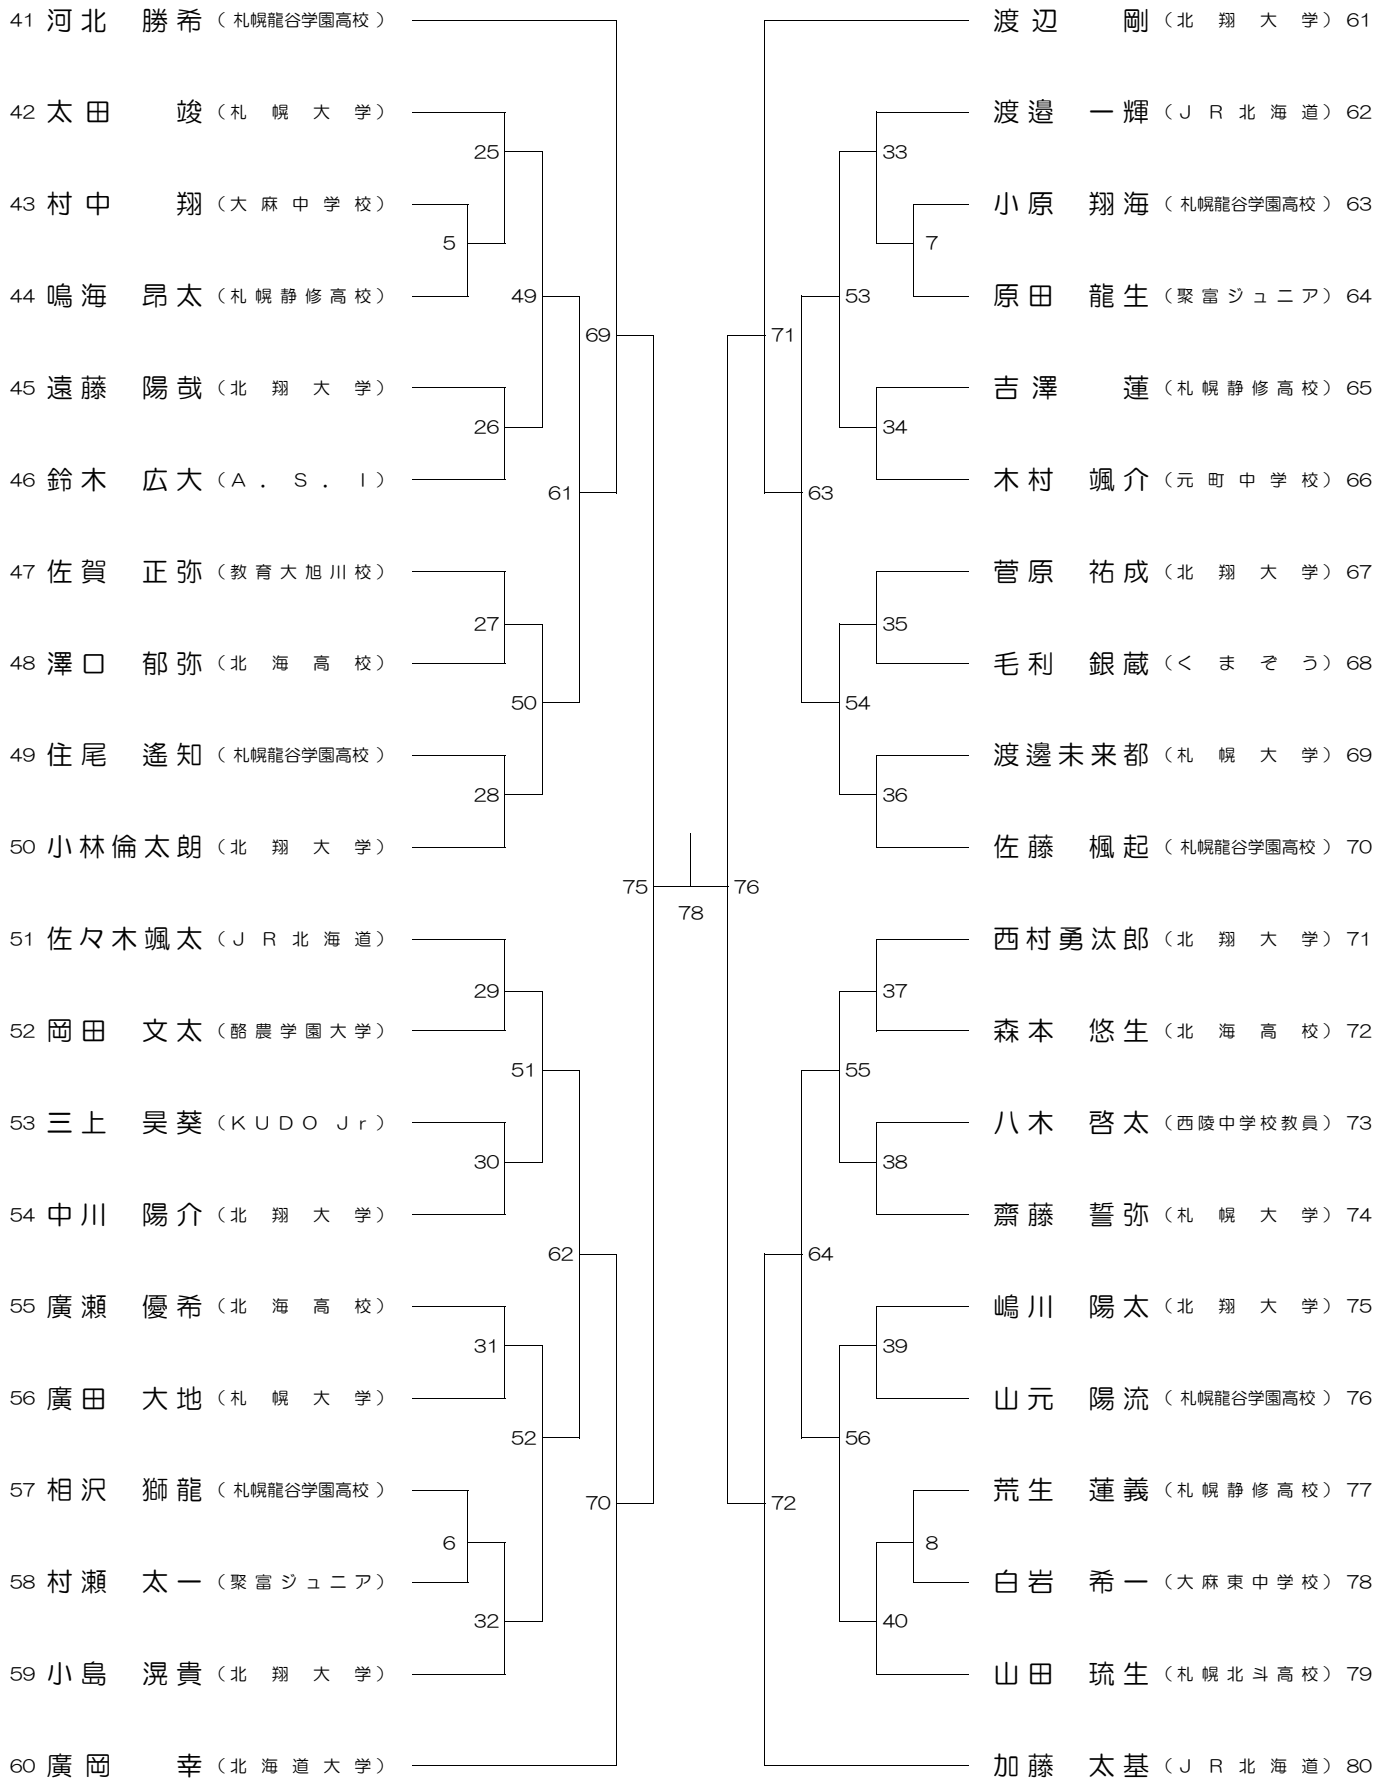 41 河北 勝希 （札幌龍谷学園高校）
42 太田 竣 （札幌大学）
25
43 村中 翔 （大麻中学校）
5
44 鳴海 昂太 （札幌静修高校）
49
69
45 遠藤 陽哉 （北翔大学）
26
46 鈴木 広大 （A．S．I）
61
47 佐賀 正弥 （教育大旭川校）
27
48 澤口 郁弥 （北海高校）
50
49 住尾 遙知 （札幌龍谷学園高校）
28
50 小林倫太朗 （北翔大学）
75
78
51 佐々木颯太 （JR北海道）
29
52 岡田 文太 （酪農学園大学）
51
53 三上 昊葵 （KUDO Jr）
30
54 中川 陽介 （北翔大学）
62
55 廣瀬 優希 （北海高校）
31
56 廣田 大地 （札幌大学）
52
57 相沢 獅龍 （札幌龍谷学園高校）
70
6
58 村瀬 太一 （聚富ジュニア）
32
59 小島 滉貴 （北翔大学）
60 廣岡 幸 （北海道大学）
渡辺 剛 （北翔大学） 61
渡邉 一輝 （JR北海道） 62
33
小原 翔海 （札幌龍谷学園高校） 63
7
原田 龍生 （聚富ジュニア） 64
53
71
吉澤 蓮 （札幌静修高校） 65
34
木村 颯介 （元町中学校） 66
63
菅原 祐成 （北翔大学） 67
35
毛利 銀蔵 （くまぞう） 68
54
渡邊未来都 （札幌大学） 69
36
佐藤 楓起 （札幌龍谷学園高校） 70
76
西村勇汰郎 （北翔大学） 71
37
森本 悠生 （北海高校） 72
55
八木 啓太 （西陵中学校教員） 73
38
齋藤 誓弥 （札幌大学） 74
64
嶋川 陽太 （北翔大学） 75
39
山元 陽流 （札幌龍谷学園高校） 76
56
荒生 蓮義 （札幌静修高校） 77
72
8
白岩 希一 （大麻東中学校） 78
40
山田 琉生 （札幌北斗高校） 79
加藤 太基 （JR北海道） 80